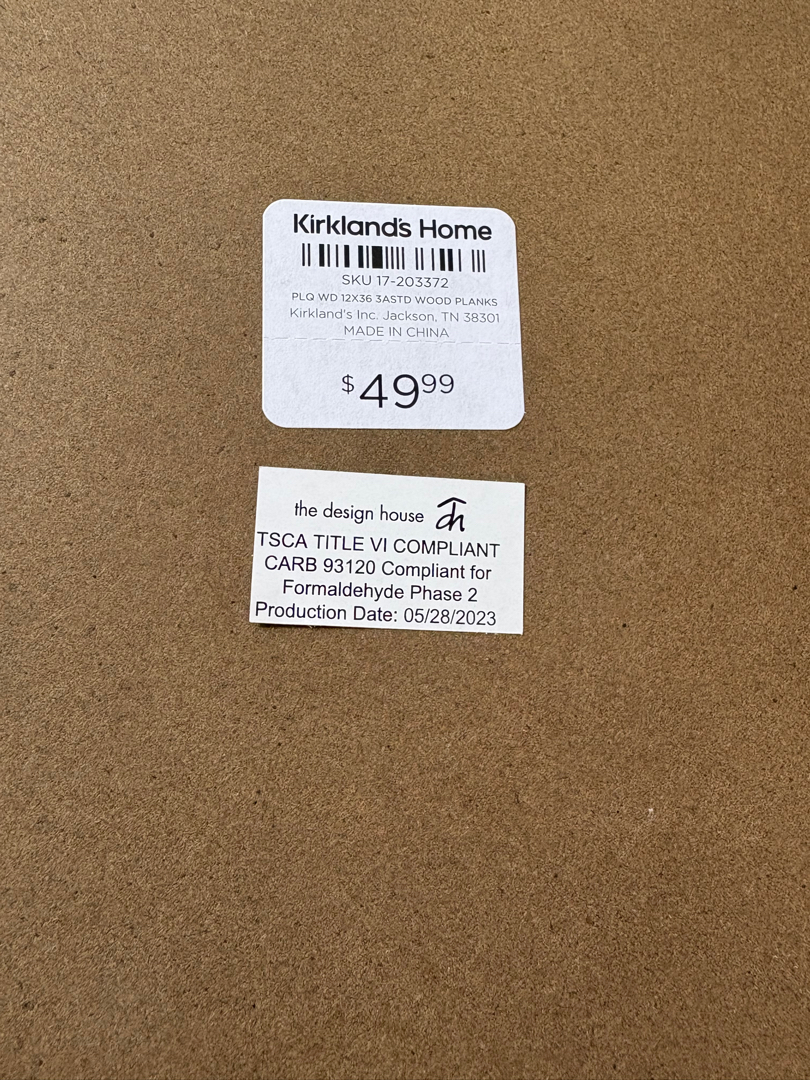 Kirkland's Home
SKU 17-203372
PLQ WD 12X36 3ASTD WOOD PLANKS
Kirkland's Inc. Jackson, TN 38301
MADE IN CHINA
$49⁹⁹
the design house dh
TSCA TITLE VI COMPLIANT
CARB 93120 Compliant for
Formaldehyde Phase 2
Production Date: 05/28/2023